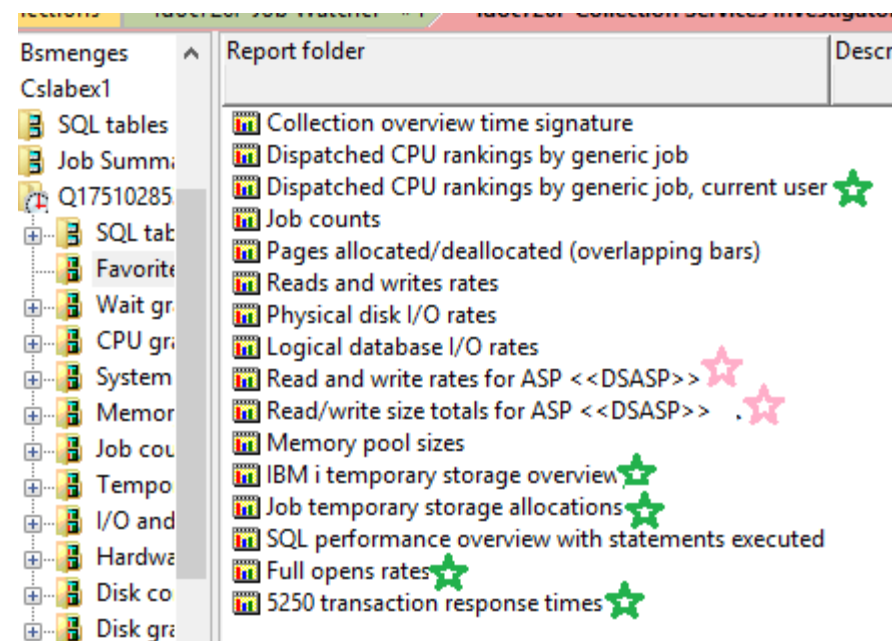 Bsmenges
Cslabex1
SQL tables
Job Summa
Q17510285
SQL tab
Favorite
Wait gr
CPU gra
System
Memor
Job cou
Tempo
I/O and
Hardwa
Disk co
Disk gra
Report folder
Descr
Collection overview time signature
Dispatched CPU rankings by generic job
Dispatched CPU rankings by generic job, current user
Job counts
Pages allocated/deallocated (overlapping bars)
Reads and writes rates
Physical disk I/O rates
Logical database I/O rates
Read and write rates for ASP <<DSASP>>
Read/write size totals for ASP <<DSASP>> .
Memory pool sizes
IBM i temporary storage overview
Job temporary storage allocations
SQL performance overview with statements executed
Full opens rates
5250 transaction response times